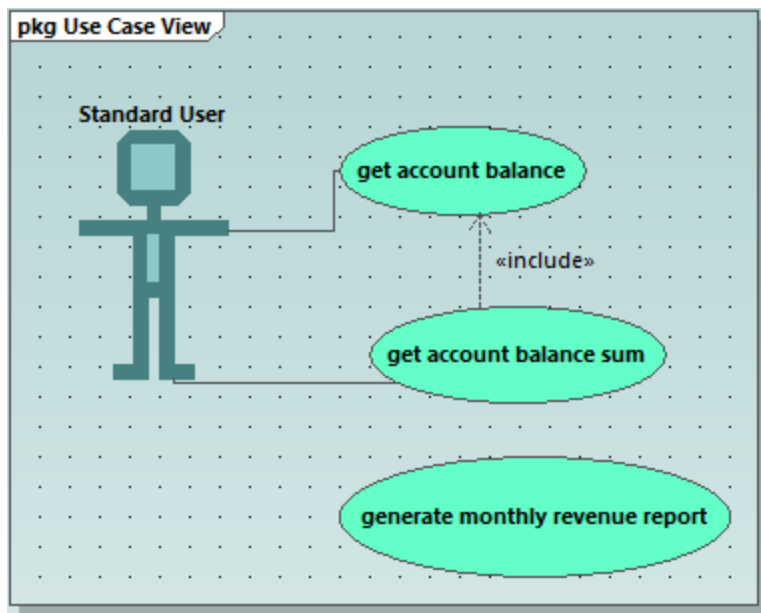 pkg Use Case View
Standard User
get account balance
«include»
get account balance sum
generate monthly revenue report